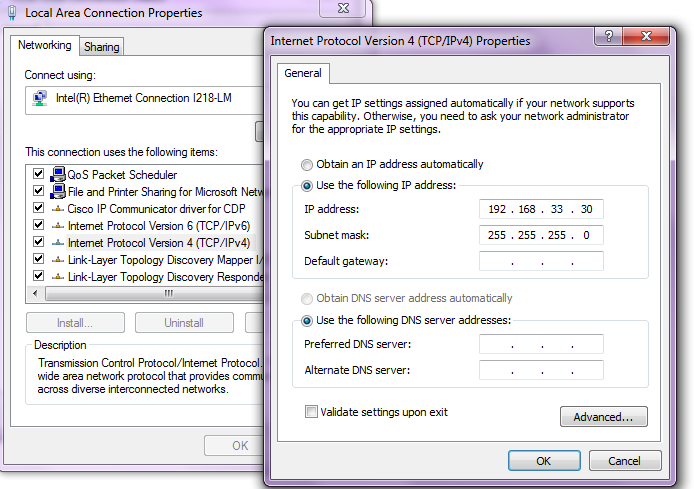 Local Area Connection Properties
Networking
Sharing
Connect using:
Intel(R) Ethernet Connection I218-LM
This connection uses the following items:
QoS Packet Scheduler
File and Printer Sharing for Microsoft Netw
Cisco IP Communicator driver for CDP
Internet Protocol Version 6 (TCP/IPv6)
Internet Protocol Version 4 (TCP/IPv4)
Link-Layer Topology Discovery Mapper I/
Link-Layer Topology Discovery Responde
Install...
Uninstall
Description
Transmission Control Protocol/Internet Protocol.
wide area network protocol that provides commu
across diverse interconnected networks.
OK
Internet Protocol Version 4 (TCP/IPv4) Properties
General
You can get IP settings assigned automatically if your network supports
this capability. Otherwise, you need to ask your network administrator
for the appropriate IP settings.
Obtain an IP address automatically
Use the following IP address:
IP address: 192 . 168 . 33 . 30
Subnet mask: 255 . 255 . 255 . 0
Default gateway: . . .
Obtain DNS server address automatically
Use the following DNS server addresses:
Preferred DNS server: . . .
Alternate DNS server: . . .
Validate settings upon exit
Advanced...
OK
Cancel